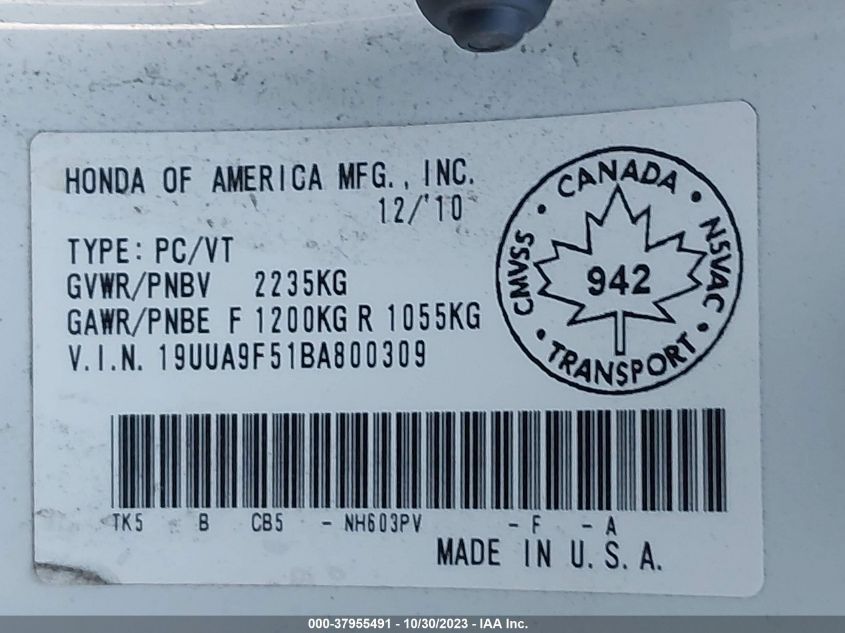 HONDA OF AMERICA MFG., INC.
12/'10
TYPE: PC/VT
GVWR/PNBV 2235KG
GAWR/PNBE F 1200KG R 1055KG
V.I.N. 19UUA9F51BA800309
CANADA • NSVAC • TRANSPORT • CMVSS •
942
TK5 B CB5 - NH603PV - F - A
MADE IN U.S.A.
000-37955491 - 10/30/2023 - IAA Inc.